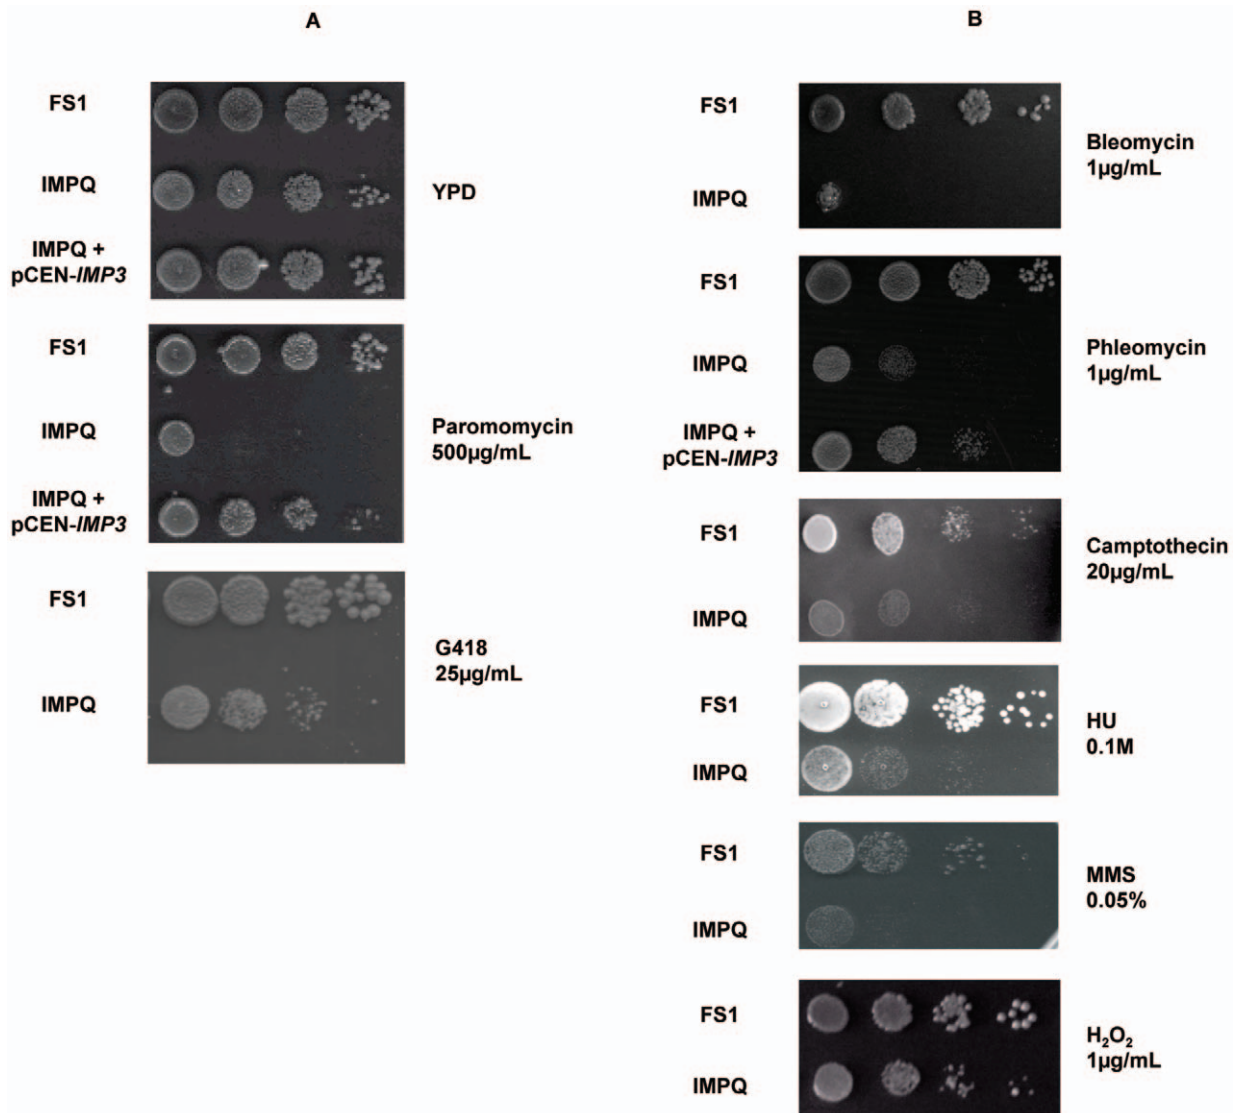 A
FS1
IMPQ
IMPQ +
pCEN-IMP3
YPD
FS1
IMPQ
IMPQ +
pCEN-IMP3
Paromomycin
500µg/mL
FS1
IMPQ
G418
25µg/mL
B
FS1
IMPQ
Bleomycin
1µg/mL
FS1
IMPQ
IMPQ +
pCEN-IMP3
Phleomycin
1µg/mL
FS1
IMPQ
Camptothecin
20µg/mL
FS1
IMPQ
HU
0.1M
FS1
IMPQ
MMS
0.05%
FS1
IMPQ
H₂O₂
1µg/mL